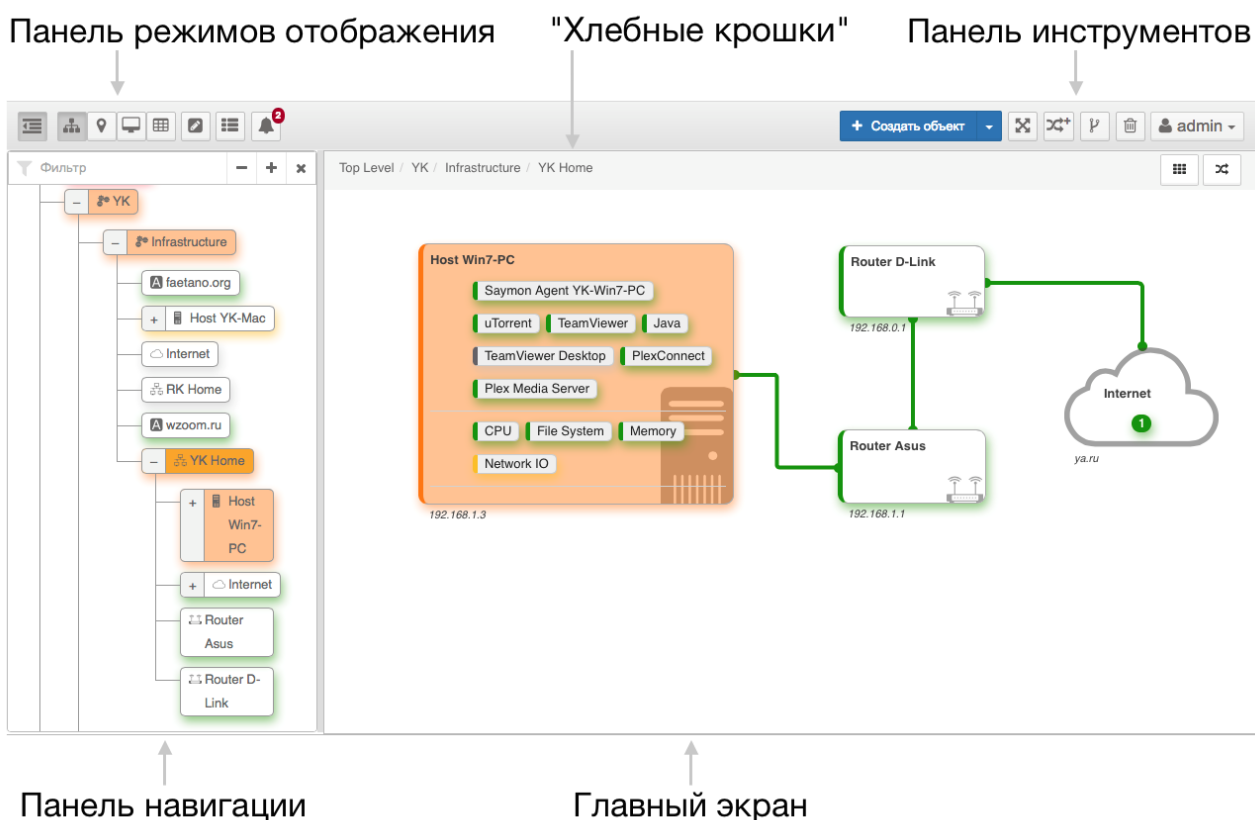 Панель режимов отображения
"Хлебные крошки"
Панель инструментов
2
+ Создать объект
admin
Фильтр
Top Level / YK / Infrastructure / YK Home
YK
Infrastructure
A faetano.org
Host YK-Mac
Internet
RK Home
A wzoom.ru
YK Home
Host
Win7-
PC
Internet
Router
Asus
Router D-
Link
Host Win7-PC
Saymon Agent YK-Win7-PC
uTorrent
TeamViewer
Java
TeamViewer Desktop
PlexConnect
Plex Media Server
CPU
File System
Memory
Network IO
192.168.1.3
Router D-Link
192.168.0.1
Router Asus
192.168.1.1
Internet
1
ya.ru
Панель навигации
Главный экран